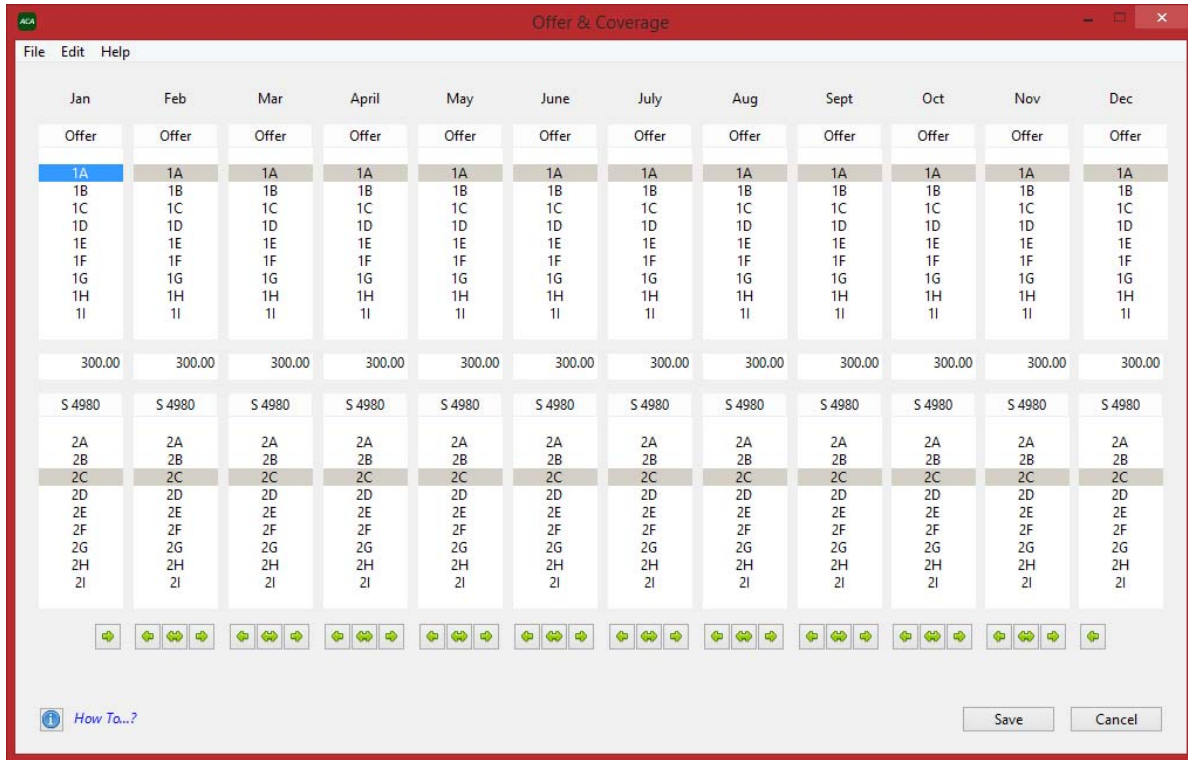 ACA Offer & Coverage
File Edit Help
Jan Feb Mar April May June July Aug Sept Oct Nov Dec
Offer Offer Offer Offer Offer Offer Offer Offer Offer Offer Offer Offer
1A 1A 1A 1A 1A 1A 1A 1A 1A 1A 1A 1A
1B 1B 1B 1B 1B 1B 1B 1B 1B 1B 1B 1B
1C 1C 1C 1C 1C 1C 1C 1C 1C 1C 1C 1C
1D 1D 1D 1D 1D 1D 1D 1D 1D 1D 1D 1D
1E 1E 1E 1E 1E 1E 1E 1E 1E 1E 1E 1E
1F 1F 1F 1F 1F 1F 1F 1F 1F 1F 1F 1F
1G 1G 1G 1G 1G 1G 1G 1G 1G 1G 1G 1G
1H 1H 1H 1H 1H 1H 1H 1H 1H 1H 1H 1H
1I 1I 1I 1I 1I 1I 1I 1I 1I 1I 1I 1I
300.00 300.00 300.00 300.00 300.00 300.00 300.00 300.00 300.00 300.00 300.00 300.00
S 4980 S 4980 S 4980 S 4980 S 4980 S 4980 S 4980 S 4980 S 4980 S 4980 S 4980 S 4980
2A 2A 2A 2A 2A 2A 2A 2A 2A 2A 2A 2A
2B 2B 2B 2B 2B 2B 2B 2B 2B 2B 2B 2B
2C 2C 2C 2C 2C 2C 2C 2C 2C 2C 2C 2C
2D 2D 2D 2D 2D 2D 2D 2D 2D 2D 2D 2D
2E 2E 2E 2E 2E 2E 2E 2E 2E 2E 2E 2E
2F 2F 2F 2F 2F 2F 2F 2F 2F 2F 2F 2F
2G 2G 2G 2G 2G 2G 2G 2G 2G 2G 2G 2G
2H 2H 2H 2H 2H 2H 2H 2H 2H 2H 2H 2H
2I 2I 2I 2I 2I 2I 2I 2I 2I 2I 2I 2I
How To...? Save Cancel